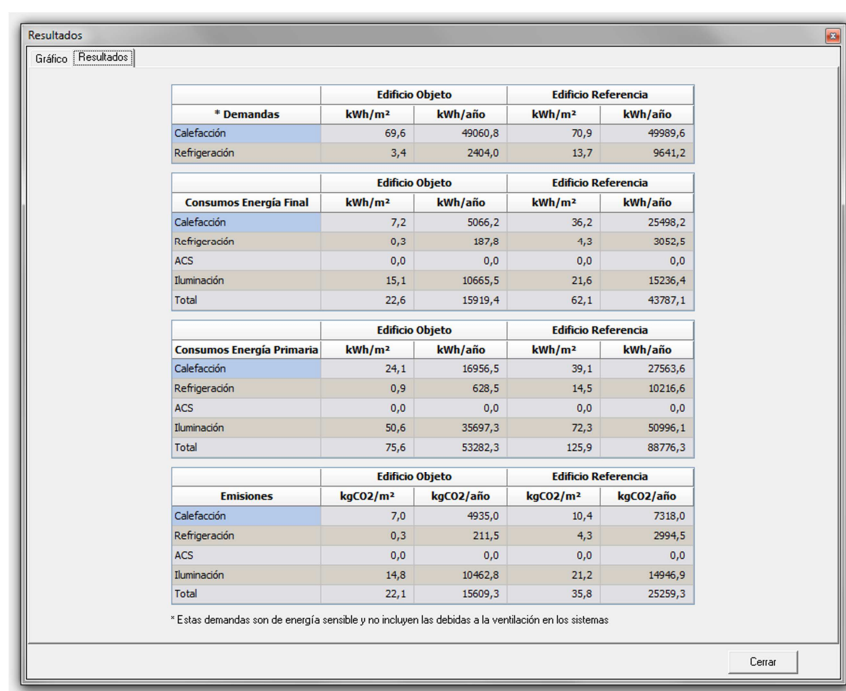 Resultados
Gráfico Resultados
Edificio Objeto Edificio Referencia
* Demandas kWh/m² kWh/año kWh/m² kWh/año
Calefacción 69,6 49060,8 70,9 49989,6
Refrigeración 3,4 2404,0 13,7 9641,2
Edificio Objeto Edificio Referencia
Consumos Energía Final kWh/m² kWh/año kWh/m² kWh/año
Calefacción 7,2 5066,2 36,2 25498,2
Refrigeración 0,3 187,8 4,3 3052,5
ACS 0,0 0,0 0,0 0,0
Iluminación 15,1 10665,5 21,6 15236,4
Total 22,6 15919,4 62,1 43787,1
Edificio Objeto Edificio Referencia
Consumos Energía Primaria kWh/m² kWh/año kWh/m² kWh/año
Calefacción 24,1 16956,5 39,1 27563,6
Refrigeración 0,9 628,5 14,5 10216,6
ACS 0,0 0,0 0,0 0,0
Iluminación 50,6 35697,3 72,3 50996,1
Total 75,6 53282,3 125,9 88776,3
Edificio Objeto Edificio Referencia
Emisiones kgCO2/m² kgCO2/año kgCO2/m² kgCO2/año
Calefacción 7,0 4935,0 10,4 7318,0
Refrigeración 0,3 211,5 4,3 2994,5
ACS 0,0 0,0 0,0 0,0
Iluminación 14,8 10462,8 21,2 14946,9
Total 22,1 15609,3 35,8 25259,3
* Estas demandas son de energía sensible y no incluyen las debidas a la ventilación en los sistemas
Cerrar